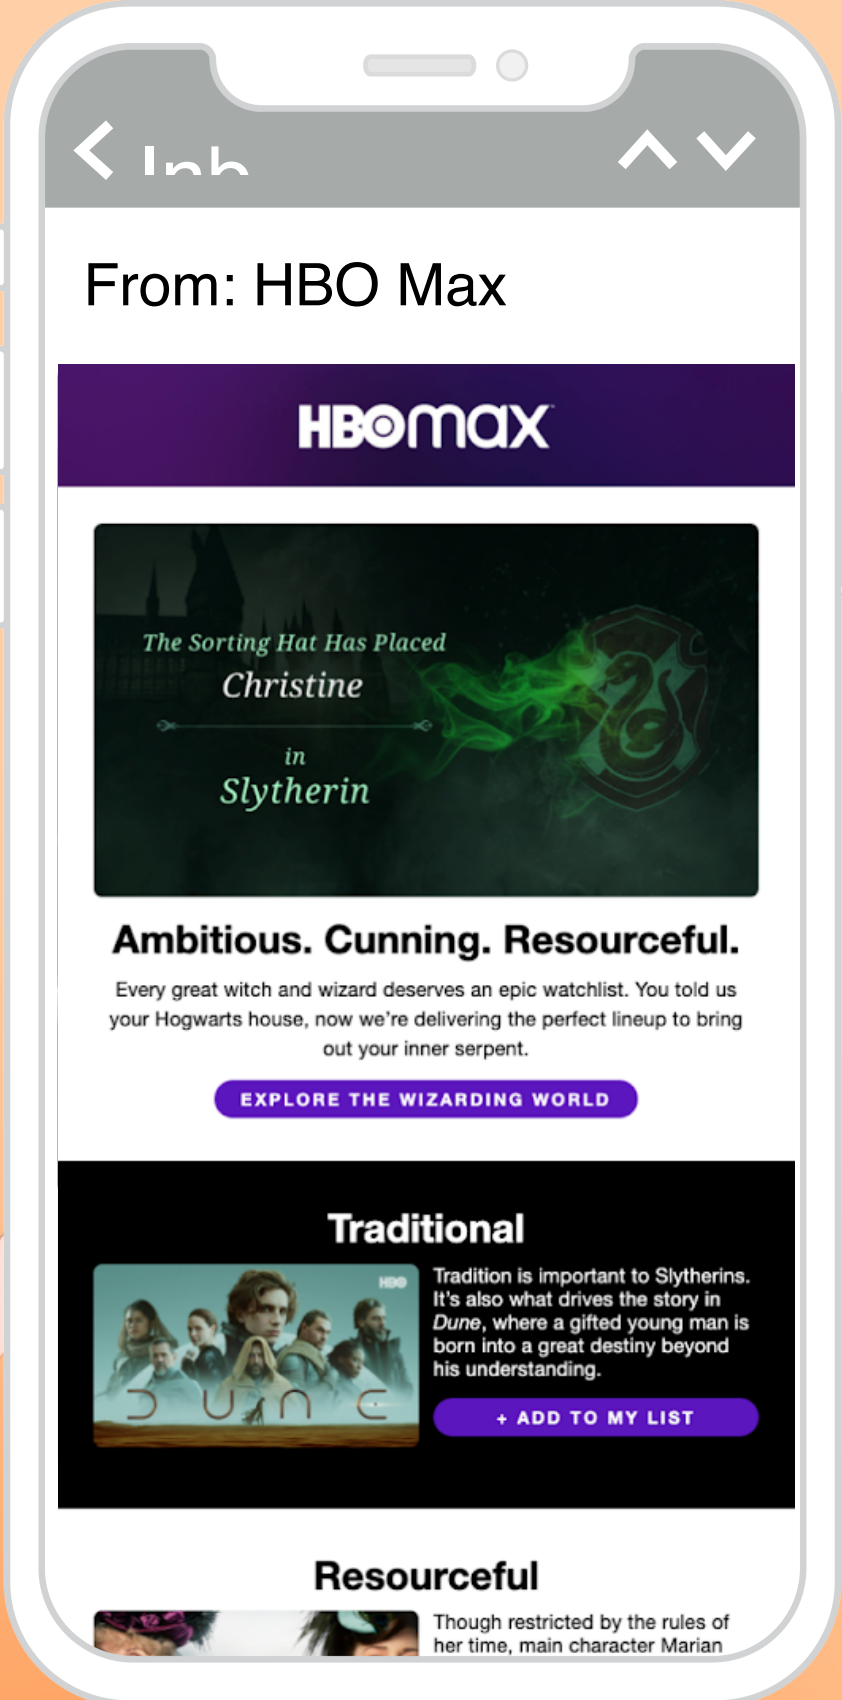 From: HBO Max
HBOmax
The Sorting Hat Has Placed
Christine
in
Slytherin
Ambitious. Cunning. Resourceful.
Every great witch and wizard deserves an epic watchlist. You told us
your Hogwarts house, now we’re delivering the perfect lineup to bring
out your inner serpent.
EXPLORE THE WIZARDING WORLD
Traditional
HBO
DUNE
Tradition is important to Slytherins.
It’s also what drives the story in
Dune, where a gifted young man is
born into a great destiny beyond
his understanding.
+ ADD TO MY LIST
Resourceful
Though restricted by the rules of
her time, main character Marian